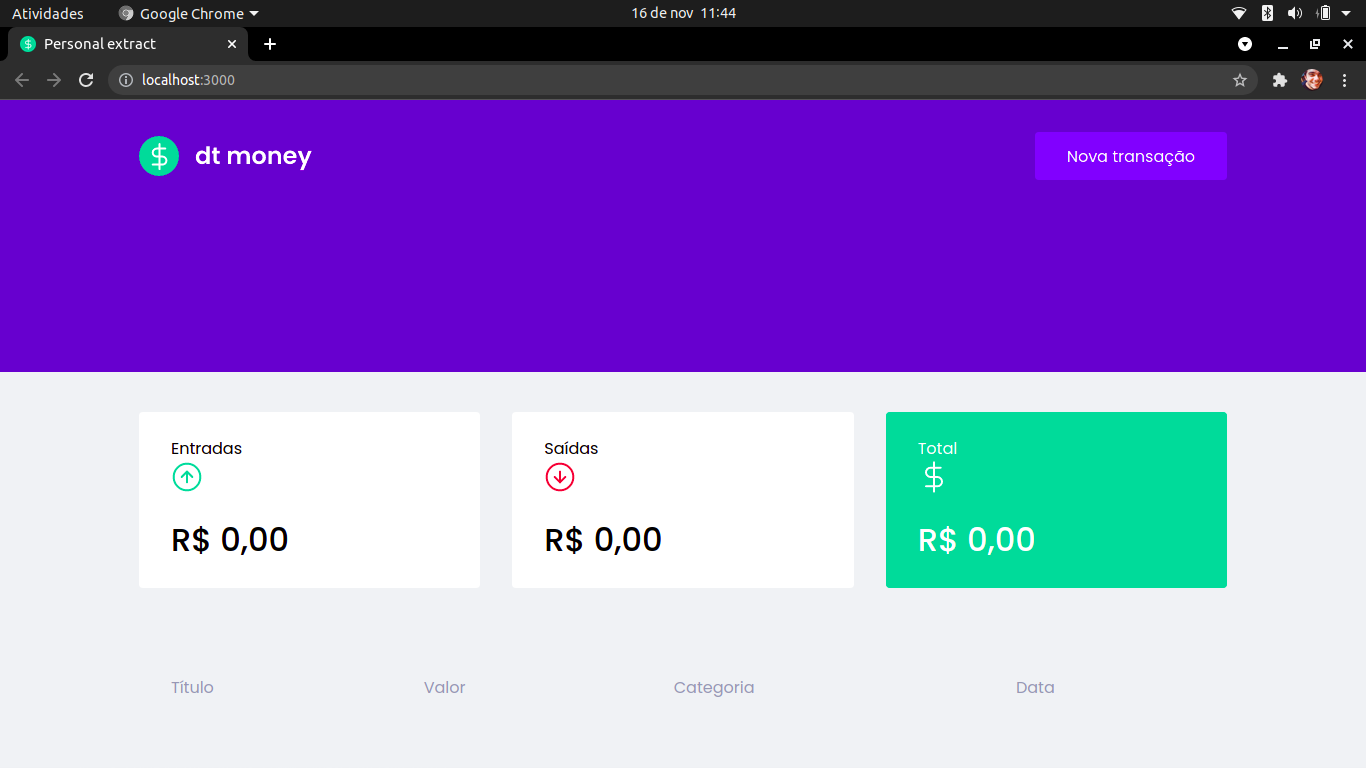 Atividades Google Chrome 16 de nov 11:44
Personal extract
localhost:3000
$ dt money Nova transação
Entradas Saídas Total
$
R$ 0,00 R$ 0,00 R$ 0,00
Título Valor Categoria Data